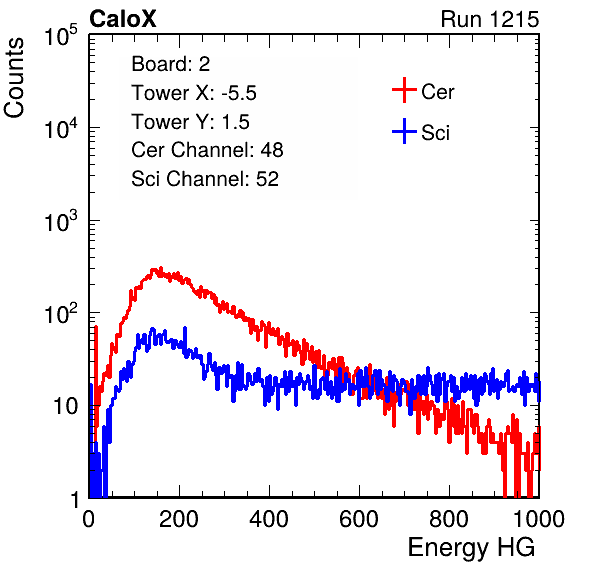 CaloX Run 1215
Counts
Board: 2
Tower X: -5.5
Tower Y: 1.5
Cer Channel: 48
Sci Channel: 52
Cer
Sci
10^5
10^4
10^3
10^2
10
1
0 200 400 600 800 1000
Energy HG